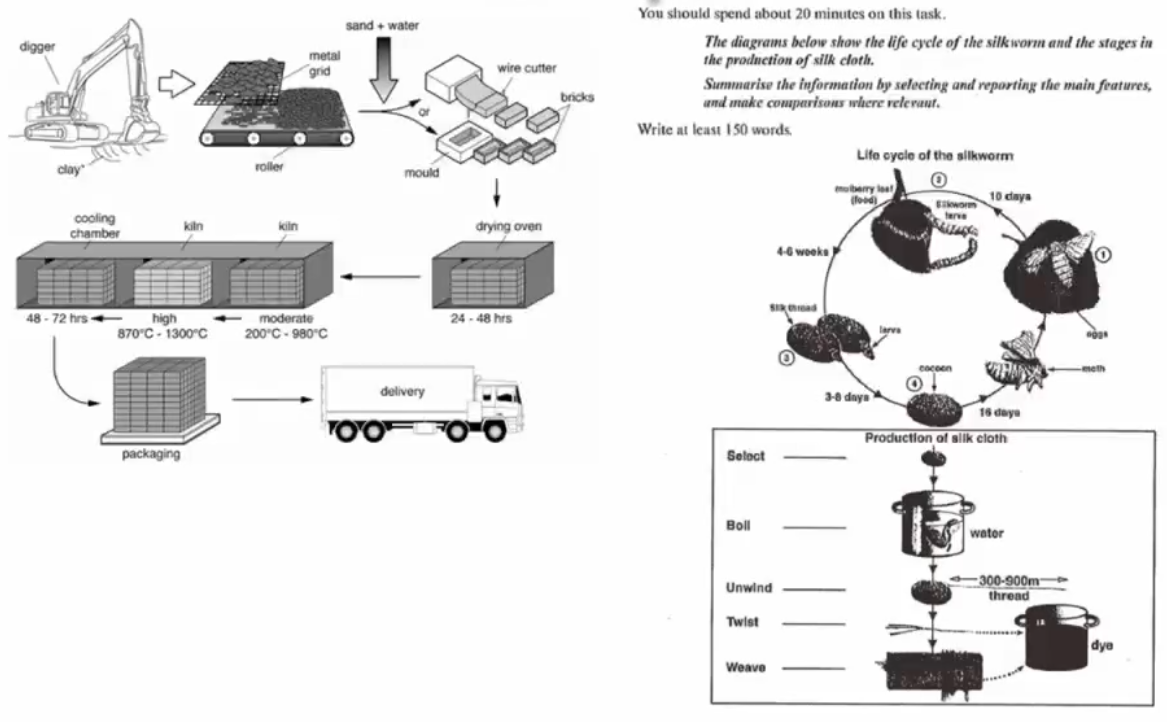 digger
clay
metal
grid
roller
sand + water
or
wire cutter
bricks
mould
drying oven
24 - 48 hrs
cooling
chamber
kiln
kiln
48 - 72 hrs
high
870°C - 1300°C
moderate
200°C - 980°C
packaging
delivery
You should spend about 20 minutes on this task.
The diagrams below show the life cycle of the silkworm and the stages in
the production of silk cloth.
Summarise the information by selecting and reporting the main features,
and make comparisons where relevant.
Write at least 150 words.
Life cycle of the silkworm
1
eggs
10 days
2
mulberry leaf
(food)
Silkworm
larva
4-6 weeks
Silk thread
larva
3
3-8 days
4
cocoon
16 days
moth
Production of silk cloth
Select
Boil
water
Unwind
300-900m
thread
Twist
dye
Weave